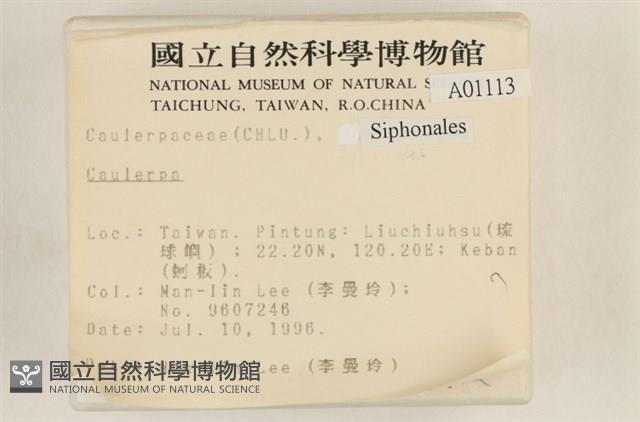 國立自然科學博物館
NATIONAL MUSEUM OF NATURAL S
A01113
TAICHUNG, TAIWAN, R.O.CHINA
Caulerpaceae(CHLO.),
Siphonales
Caulerpa
Loc.: Taiwan. Pintung: Liuchiuhsu(琉
球嶼) ; 22.20N, 120.20E; Keban
(蚵板).
Col.: Man-lin Lee (李曼玲);
No. 9607246
Date: Jul. 10, 1996.
Lee (李曼玲)
國立自然科學博物館
NATIONAL MUSEUM OF NATURAL SCIENCE